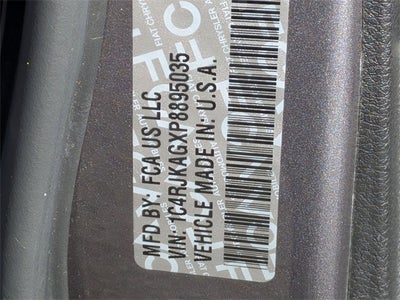 MFD BY: FCA US LLC
VIN: 1C4RJKAGXP8895035
VEHICLE MADE IN: U.S.A.